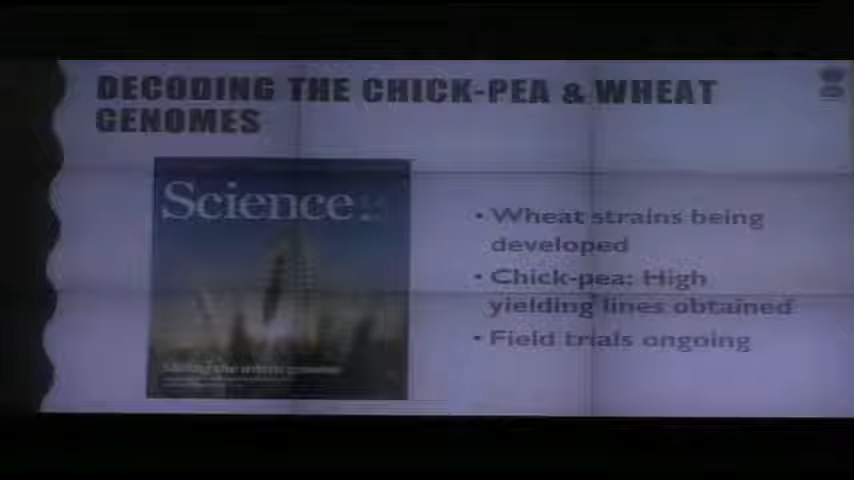 DECODING THE CHICK-PEA & WHEAT
GENOMES
Science
• Wheat strains being
developed
• Chick-pea: High
yielding lines obtained
• Field trials ongoing